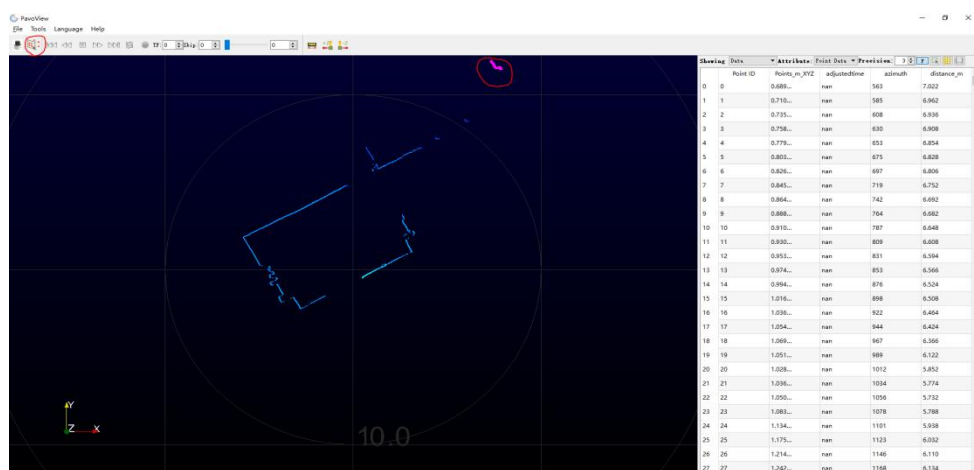 PavoView
File Tools Language Help
TF: 0 Skip: 0 0
Showing Data Attribute: Point Data Precision: 3
Point ID Points_m_XYZ adjustedtime azimuth distance_m
0 0 0.689... nan 563 7.022
1 1 0.710... nan 585 6.962
2 2 0.735... nan 608 6.936
3 3 0.758... nan 630 6.908
4 4 0.779... nan 653 6.854
5 5 0.803... nan 675 6.828
6 6 0.826... nan 697 6.806
7 7 0.845... nan 719 6.752
8 8 0.864... nan 742 6.692
9 9 0.888... nan 764 6.682
10 10 0.910... nan 787 6.648
11 11 0.930... nan 809 6.608
12 12 0.953... nan 831 6.594
13 13 0.974... nan 853 6.566
14 14 0.994... nan 876 6.524
15 15 1.016... nan 898 6.508
16 16 1.036... nan 922 6.464
17 17 1.054... nan 944 6.424
18 18 1.069... nan 967 6.366
19 19 1.051... nan 989 6.122
20 20 1.028... nan 1012 5.852
21 21 1.036... nan 1034 5.774
22 22 1.050... nan 1056 5.732
23 23 1.083... nan 1078 5.788
24 24 1.134... nan 1101 5.938
25 25 1.175... nan 1123 6.032
26 26 1.214... nan 1146 6.110
27 27 1.242... nan 1168 6.134
Y
Z X
10.0